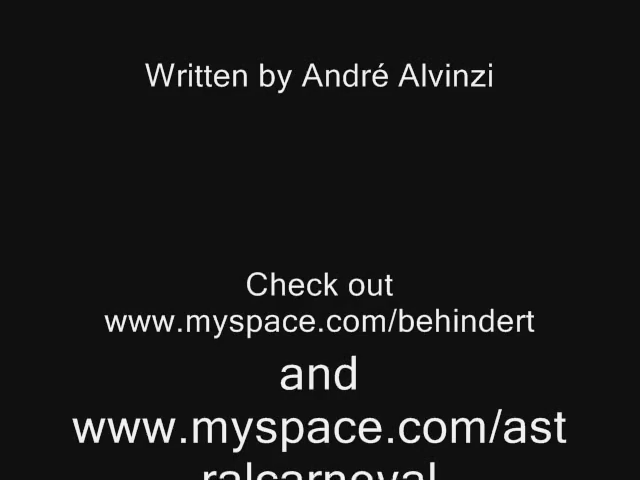 Written by André Alvinzi
Check out
www.myspace.com/behindert
and
www.myspace.com/ast
ralcarneval